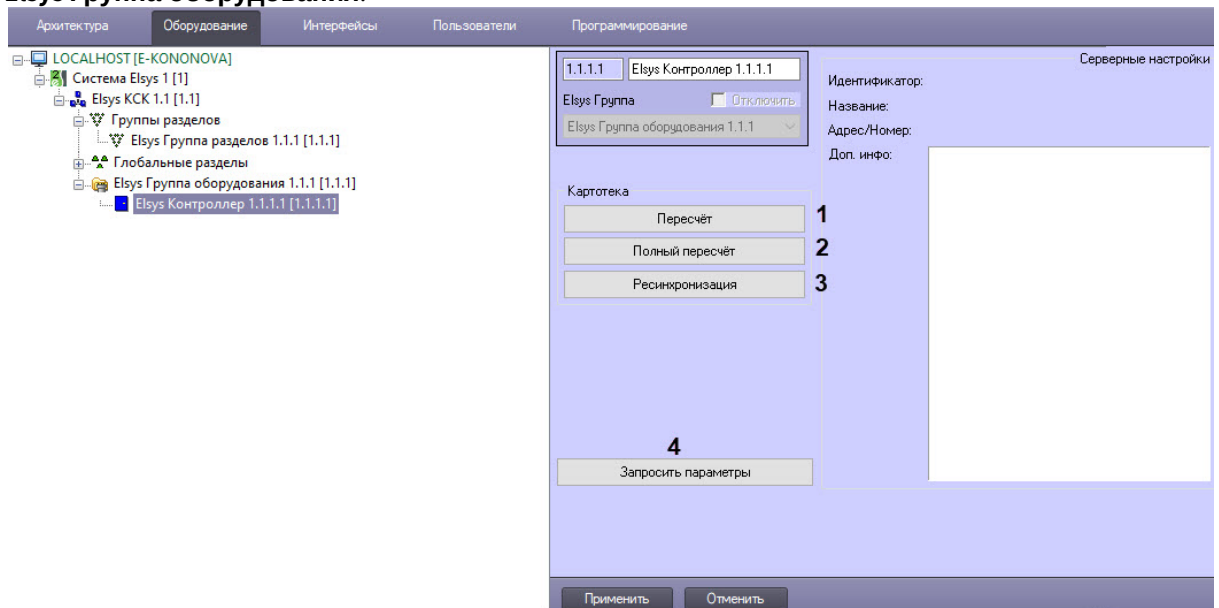 Elsys Группа оборудования.
Архитектура Оборудование Интерфейсы Пользователи Программирование
LOCALHOST [E-KONONOVA]
Система Elsys 1 [1]
Elsys КСК 1.1 [1.1]
Группы разделов
Elsys Группа разделов 1.1.1 [1.1.1]
Глобальные разделы
Elsys Группа оборудования 1.1.1 [1.1.1]
Elsys Контроллер 1.1.1.1 [1.1.1.1]
1.1.1.1 Elsys Контроллер 1.1.1.1
Elsys Группа Отключить
Elsys Группа оборудования 1.1.1
Картотека
Пересчёт 1
Полный пересчёт 2
Ресинхронизация 3
4
Запросить параметры
Серверные настройки
Идентификатор:
Название:
Адрес/Номер:
Доп. инфо:
Применить Отменить